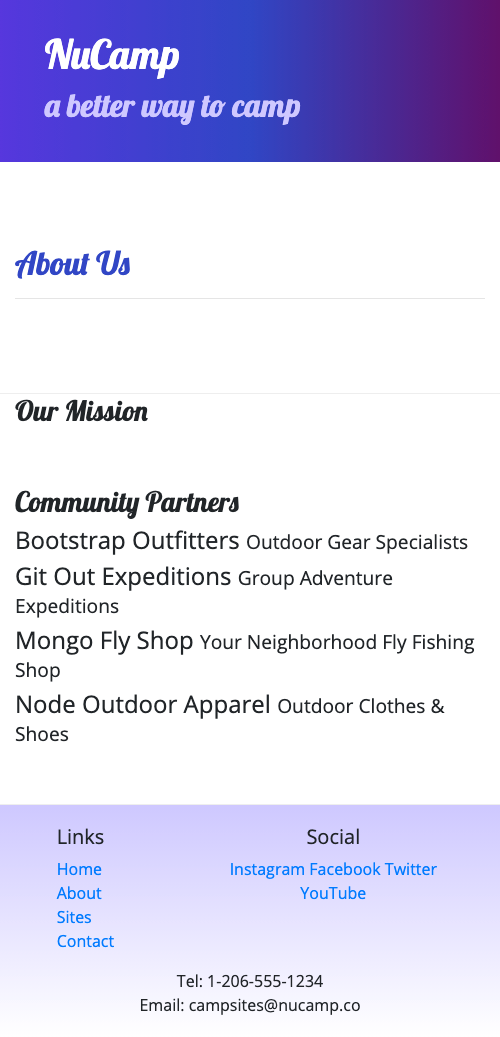 NuCamp
a better way to camp
About Us
Our Mission
Community Partners
Bootstrap Outfitters Outdoor Gear Specialists
Git Out Expeditions Group Adventure
Expeditions
Mongo Fly Shop Your Neighborhood Fly Fishing
Shop
Node Outdoor Apparel Outdoor Clothes &
Shoes
Links
Home
About
Sites
Contact
Social
Instagram Facebook Twitter
YouTube
Tel: 1-206-555-1234
Email: campsites@nucamp.co